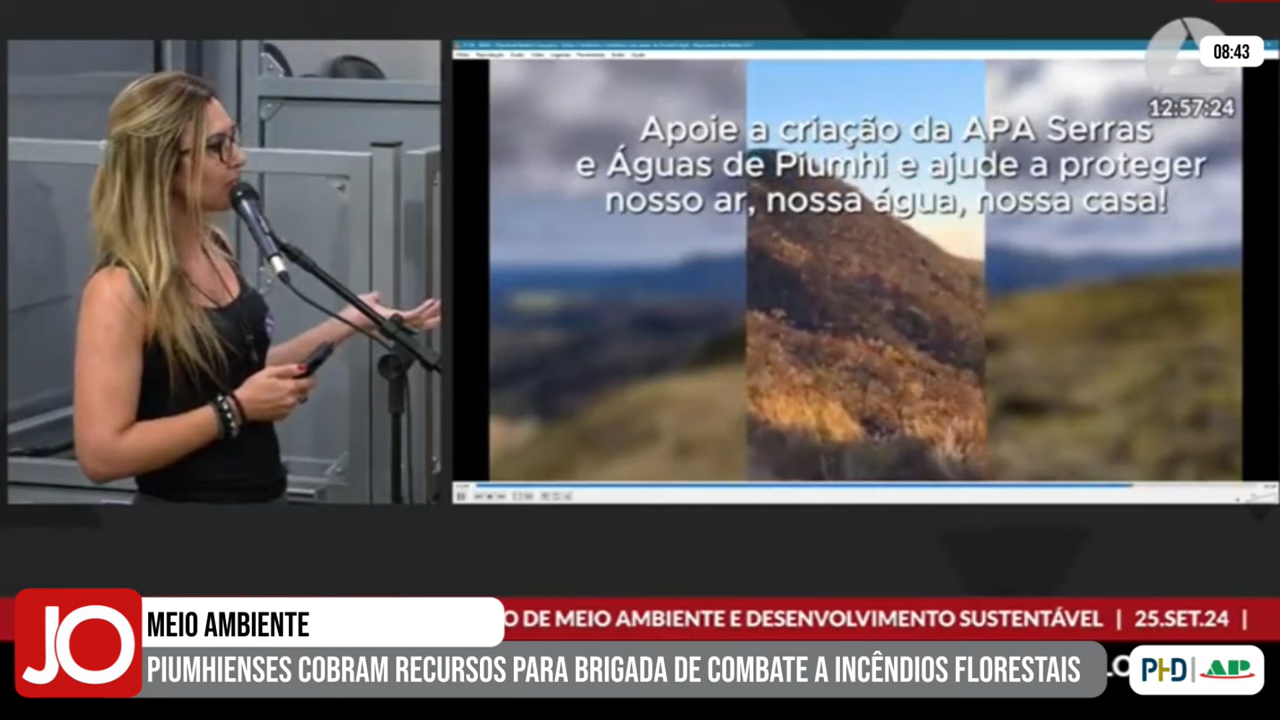 08:43
12:57:24
Apoie a criação da APA Serras
e Águas de Piumhi e ajude a proteger
nosso ar, nossa água, nossa casa!
JO
MEIO AMBIENTE
O DE MEIO AMBIENTE E DESENVOLVIMENTO SUSTENTÁVEL | 25.SET.24 |
PIUMHIENSES COBRAM RECURSOS PARA BRIGADA DE COMBATE A INCÊNDIOS FLORESTAIS
PHD | AP